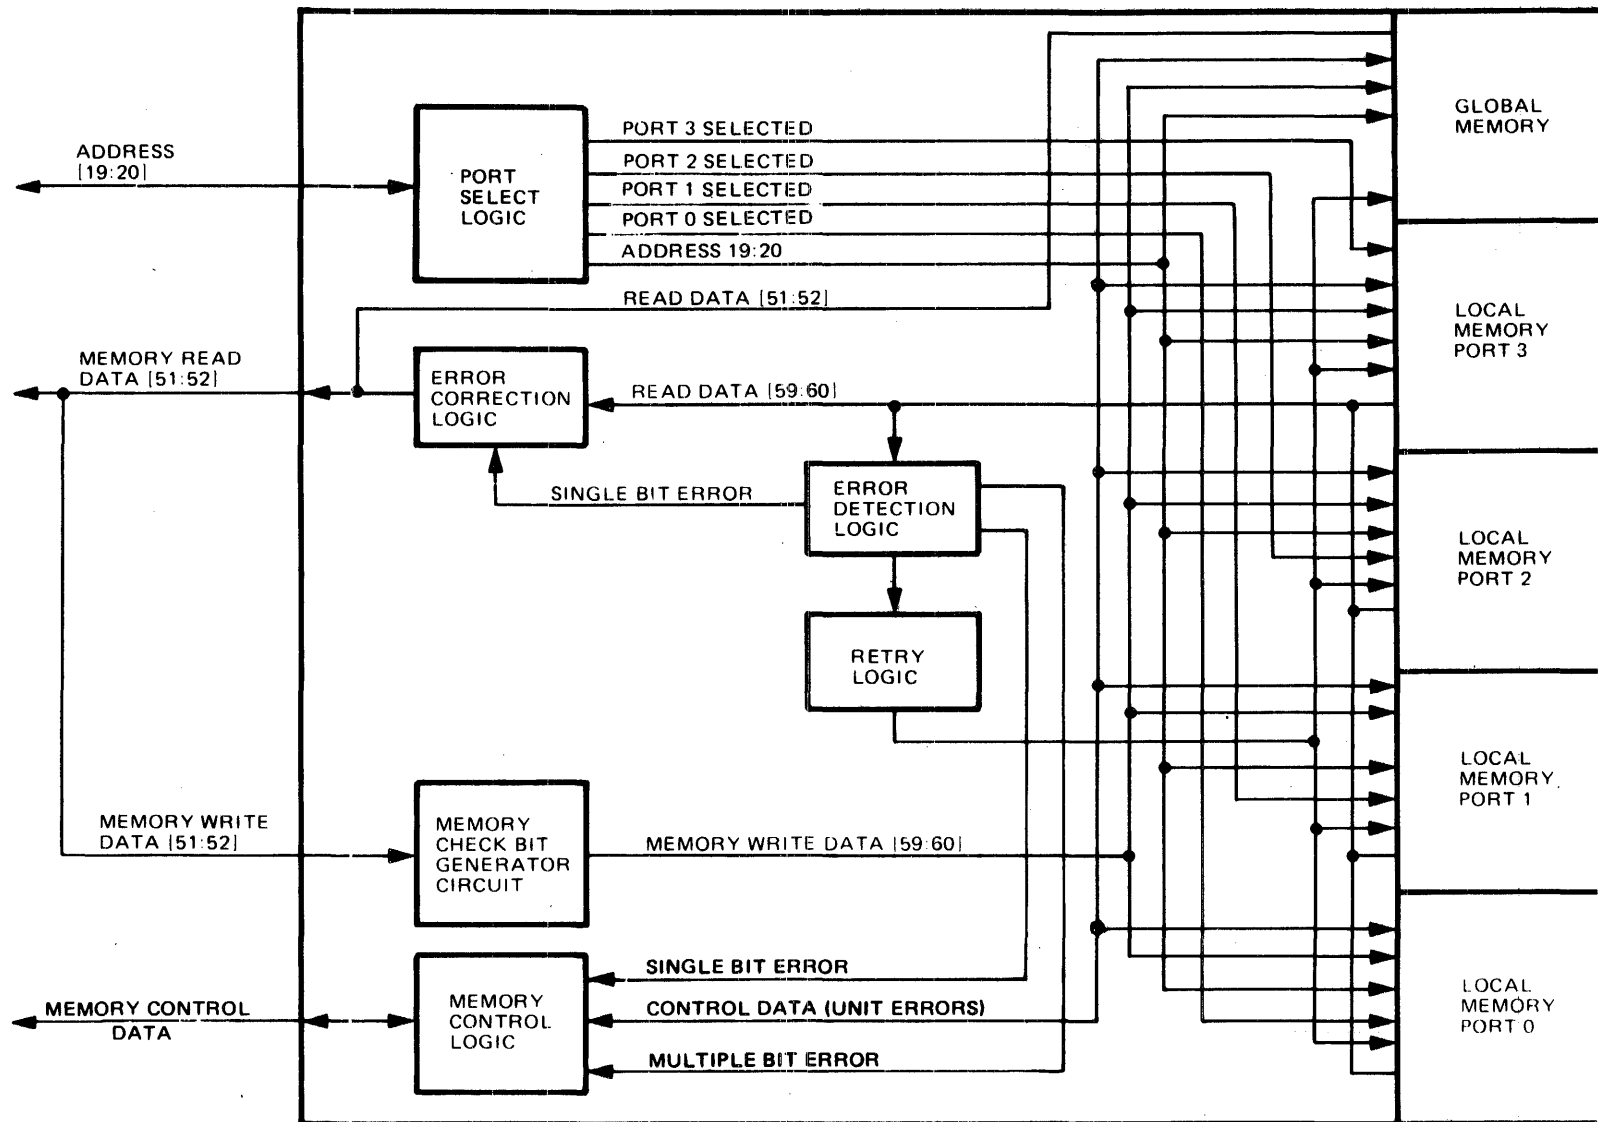 GLOBAL
MEMORY
PORT 3 SELECTED
ADDRESS
[19:20]
PORT 2 SELECTED
PORT
SELECT
LOGIC
PORT 1 SELECTED
PORT 0 SELECTED
ADDRESS 19:20
READ DATA [51:52]
LOCAL
MEMORY
PORT 3
MEMORY READ
DATA [51:52]
ERROR
CORRECTION
LOGIC
READ DATA [59:60]
SINGLE BIT ERROR
ERROR
DETECTION
LOGIC
LOCAL
MEMORY
PORT 2
RETRY
LOGIC
LOCAL
MEMORY
PORT 1
MEMORY WRITE
DATA [51:52]
MEMORY
CHECK BIT
GENERATOR
CIRCUIT
MEMORY WRITE DATA [59:60]
SINGLE BIT ERROR
MEMORY CONTROL
DATA
MEMORY
CONTROL
LOGIC
CONTROL DATA (UNIT ERRORS)
MULTIPLE BIT ERROR
LOCAL
MEMORY
PORT 0